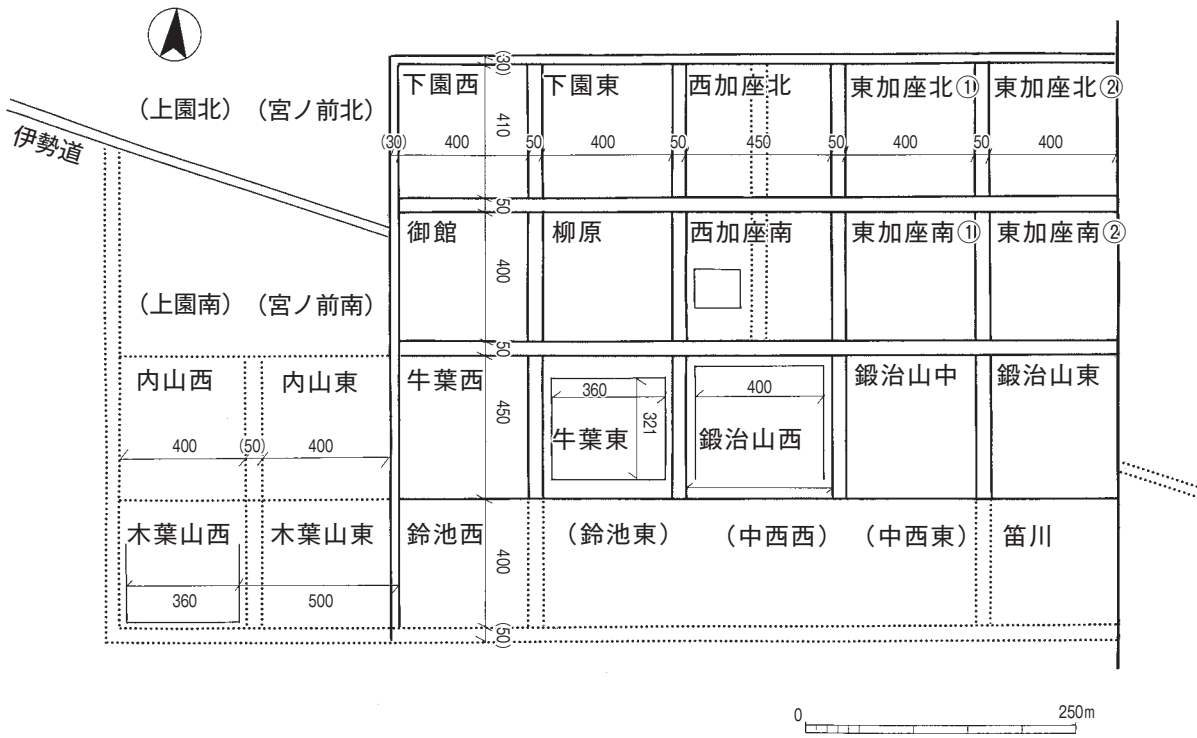 (30)
下園西
下園東
西加座北
東加座北①
東加座北②
(上園北)
(宮ノ前北)
410
伊勢道
(30)
400
50
400
50
450
50
400
50
400
50
御館
柳原
西加座南
東加座南①
東加座南②
400
(上園南)
(宮ノ前南)
50
内山西
内山東
牛葉西
鍛治山中
鍛治山東
360
400
450
321
牛葉東
鍛治山西
400
(50)
400
木葉山西
木葉山東
鈴池西
(鈴池東)
(中西西)
(中西東)
笛川
400
360
500
(50)
0
250m